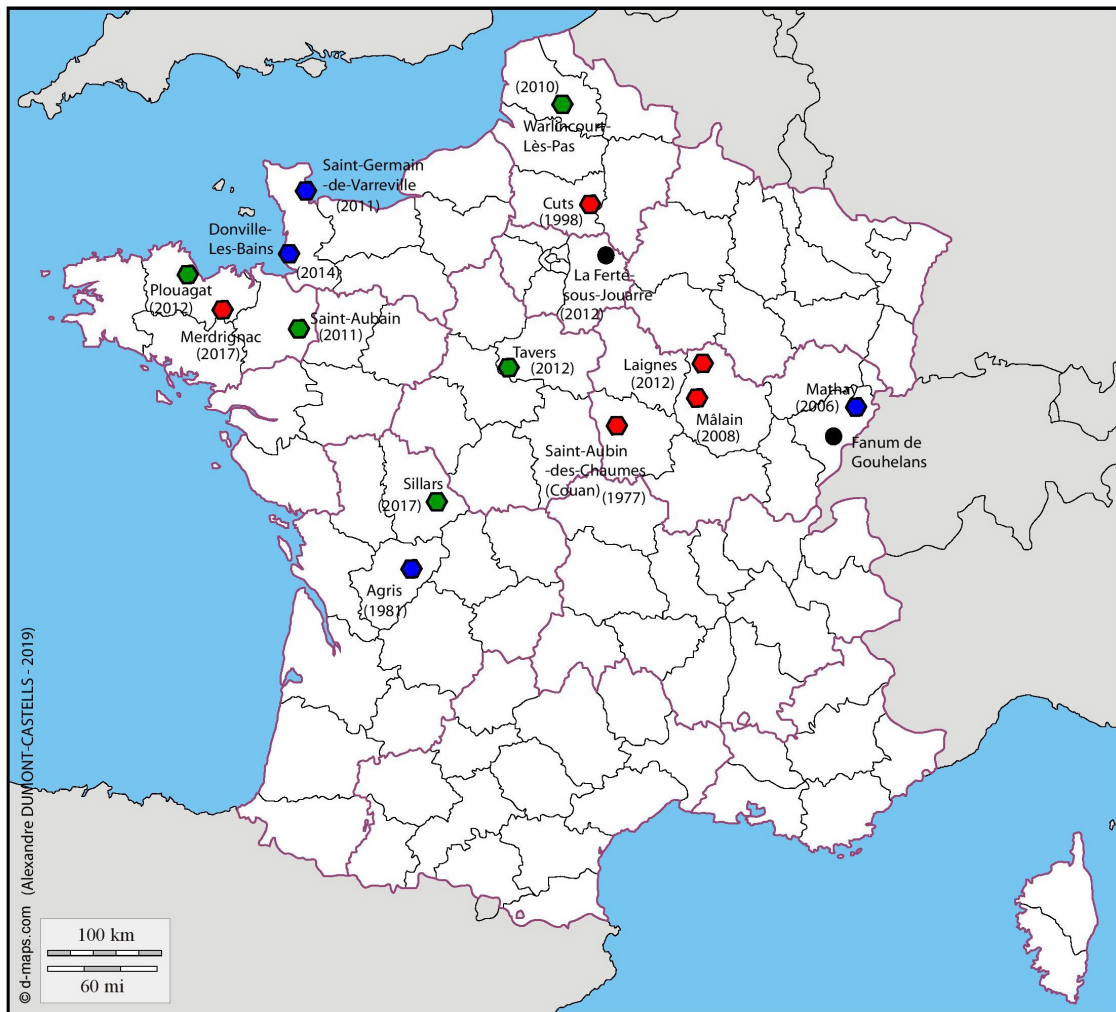 (2010)
Warlincourt-
Lès-Pas
Saint-Germain
-de-Varreville
(2011)
Cuts
(1998)
Donville-
Les-Bains
(2014)
La Ferté-
sous-Jouarre
(2012)
Plouagat
(2012)
Merdrignac
(2017)
Saint-Aubain
(2011)
Tavers
(2012)
Laignes
(2012)
Mâlain
(2008)
Mathay
(2006)
Fanum de
Gouhelans
Saint-Aubin
-des-Chaumes
(Couan)
(1977)
Sillars
(2017)
Agris
(1981)
100 km
60 mi
© d-maps.com (Alexandre DUMONT-CASTELLS - 2019)